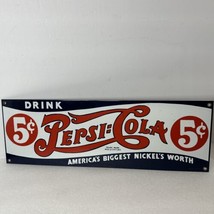 DRINK
5¢ PEPSI:COLA 5¢
AMERICA'S BIGGEST NICKEL'S WORTH